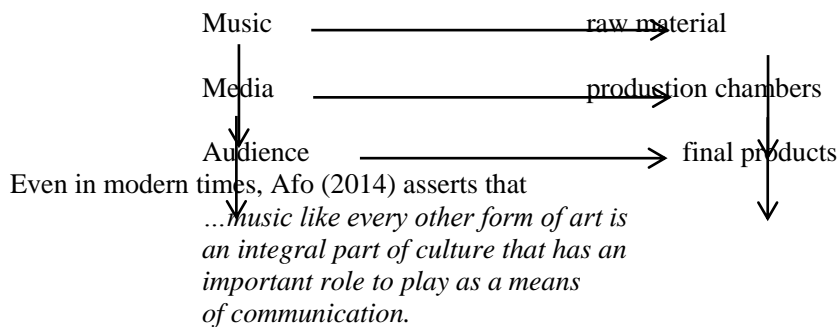 Music raw material
Media production chambers
Audience final products
Even in modern times, Afo (2014) asserts that
...music like every other form of art is
an integral part of culture that has an
important role to play as a means
of communication.